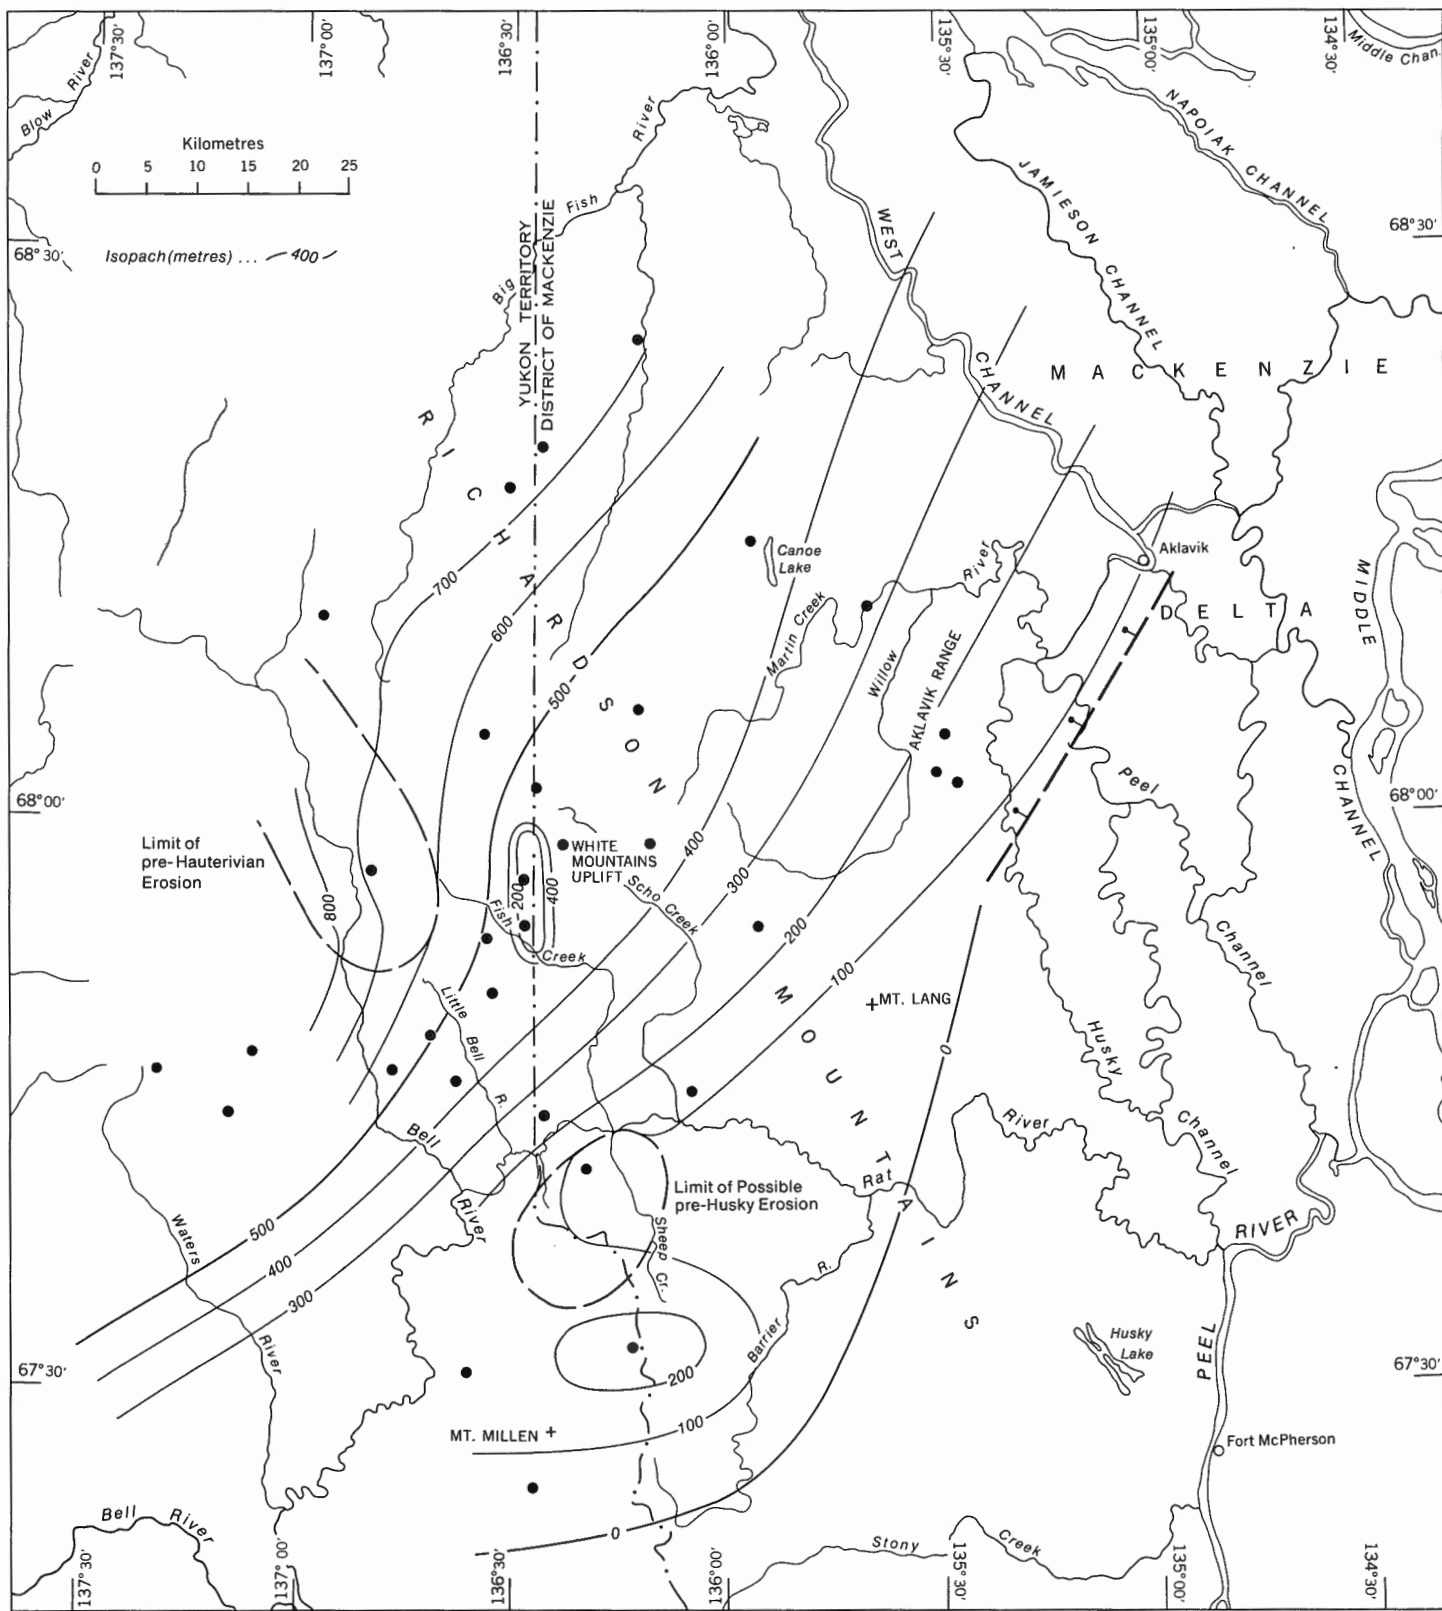 137°30′
137°00′
136°30′
136°00′
135°30′
135°00′
134°30′
Middle Chan.
Blow River
Kilometres
0 5 10 15 20 25
Isopach (metres) ... 400
68°30′
68°30′
Big Fish River
YUKON TERRITORY
DISTRICT OF MACKENZIE
WEST CHANNEL
JAMIESON CHANNEL
NAPOIAK CHANNEL
MACKENZIE
DELTA
RICHARDSON MOUNTAINS
700
600
500
Canoe
Lake
Martin Creek
Willow River
AKLAVIK RANGE
Aklavik
MIDDLE CHANNEL
68°00′
68°00′
Limit of
pre-Hauterivian
Erosion
800
WHITE
MOUNTAINS
UPLIFT
200
400
Fish Creek
Scho Creek
400
300
200
100
Peel Channel
MT. LANG
0
Husky Channel
Little Bell R.
Bell River
Rat River
Limit of Possible
pre-Husky Erosion
Sheep Cr.
Waters River
500
400
300
Barrier R.
RIVER
PEEL
Husky
Lake
67°30′
67°30′
200
100
MT. MILLEN
Fort McPherson
Bell River
0
Stony Creek
137°30′
137°00′
136°30′
136°00′
135°30′
135°00′
134°30′